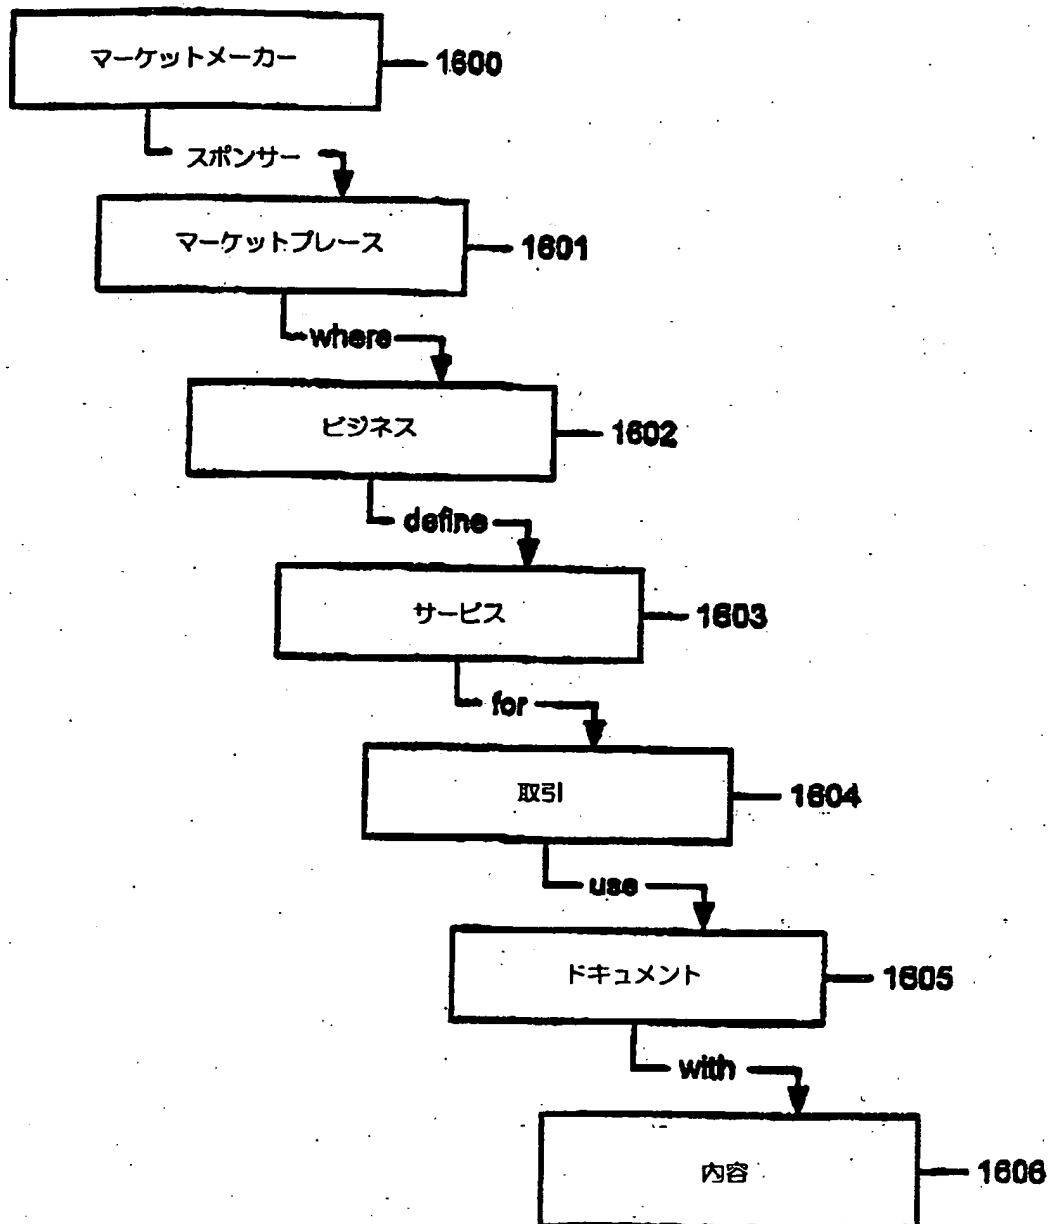 マーケットメーカー 1600
スポンサー
マーケットプレース 1601
where
ビジネス 1602
define
サービス 1603
for
取引 1604
use
ドキュメント 1605
with
内容 1606